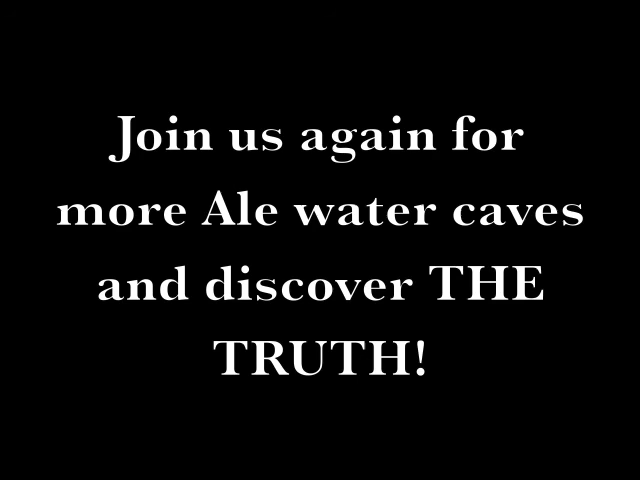 Join us again for
more Ale water caves
and discover THE
TRUTH!